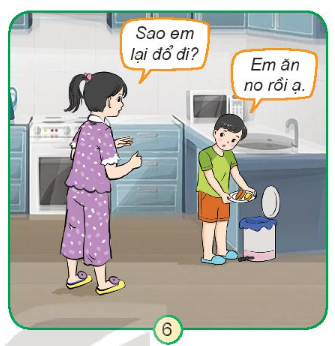 Sao em
lại đổ đi?
Em ăn
no rồi ạ.
6